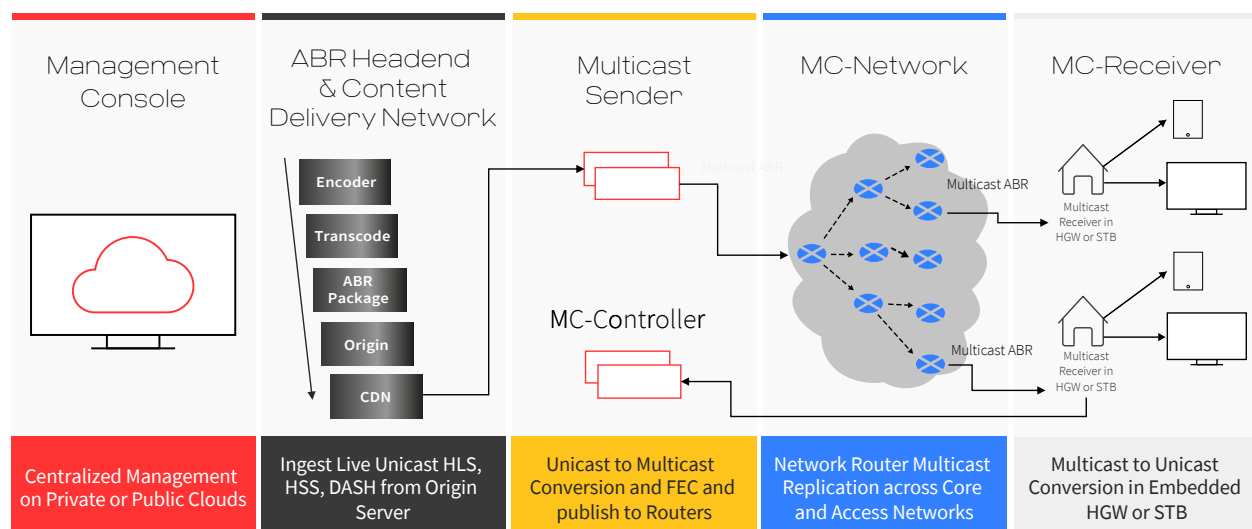 Management
Console
ABR Headend
& Content
Delivery Network
Multicast
Sender
MC-Network
MC-Receiver
Encoder
Transcode
ABR
Package
Origin
CDN
Multicast ABR
MC-Controller
Multicast ABR
Multicast ABR
Multicast
Receiver in
HGW or STB
Multicast
Receiver in
HGW or STB
Centralized Management
on Private or Public Clouds
Ingest Live Unicast HLS,
HSS, DASH from Origin
Server
Unicast to Multicast
Conversion and FEC and
publish to Routers
Network Router Multicast
Replication across Core
and Access Networks
Multicast to Unicast
Conversion in Embedded
HGW or STB